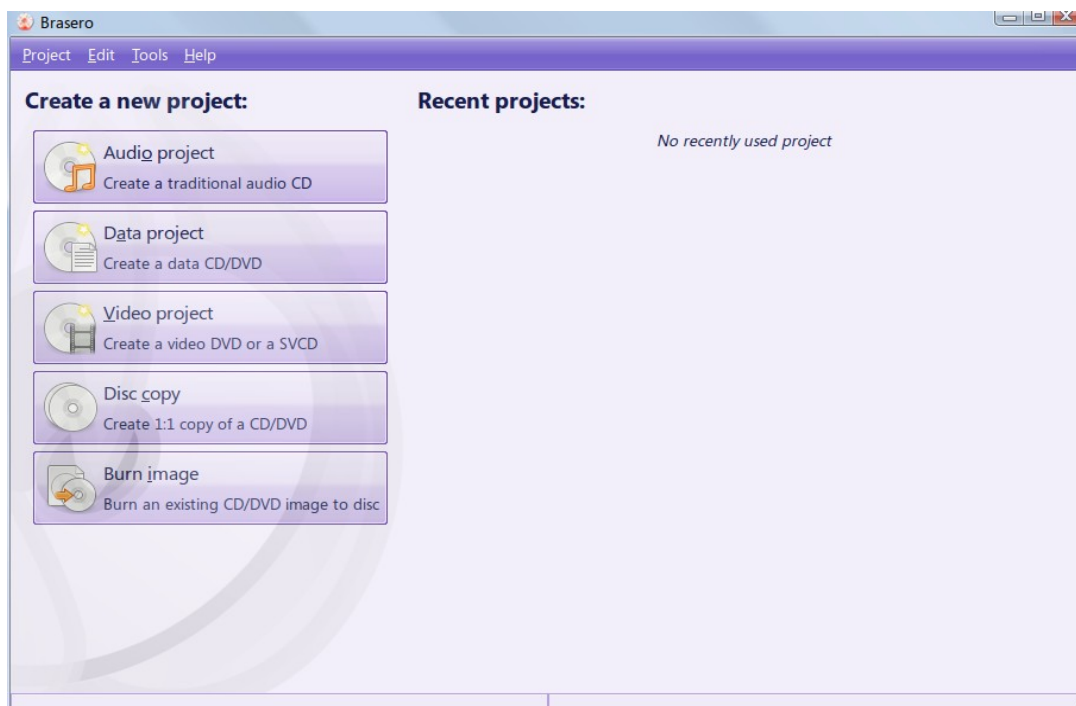 Brasero
Project Edit Tools Help
Create a new project:
Audio project
Create a traditional audio CD
Data project
Create a data CD/DVD
Video project
Create a video DVD or a SVCD
Disc copy
Create 1:1 copy of a CD/DVD
Burn image
Burn an existing CD/DVD image to disc
Recent projects:
No recently used project